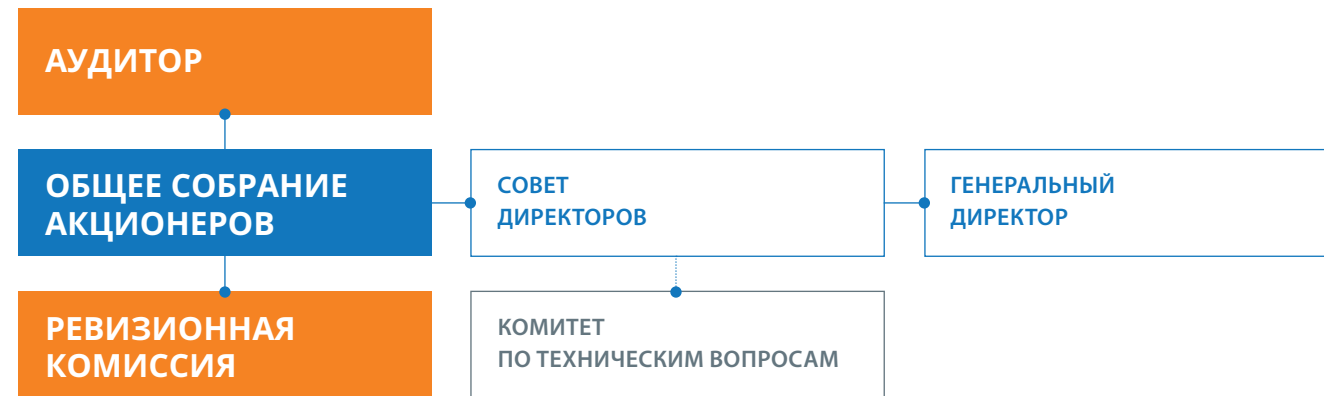 АУДИТОР
ОБЩЕЕ СОБРАНИЕ
АКЦИОНЕРОВ
СОВЕТ
ДИРЕКТОРОВ
ГЕНЕРАЛЬНЫЙ
ДИРЕКТОР
РЕВИЗИОННАЯ
КОМИССИЯ
КОМИТЕТ
ПО ТЕХНИЧЕСКИМ ВОПРОСАМ